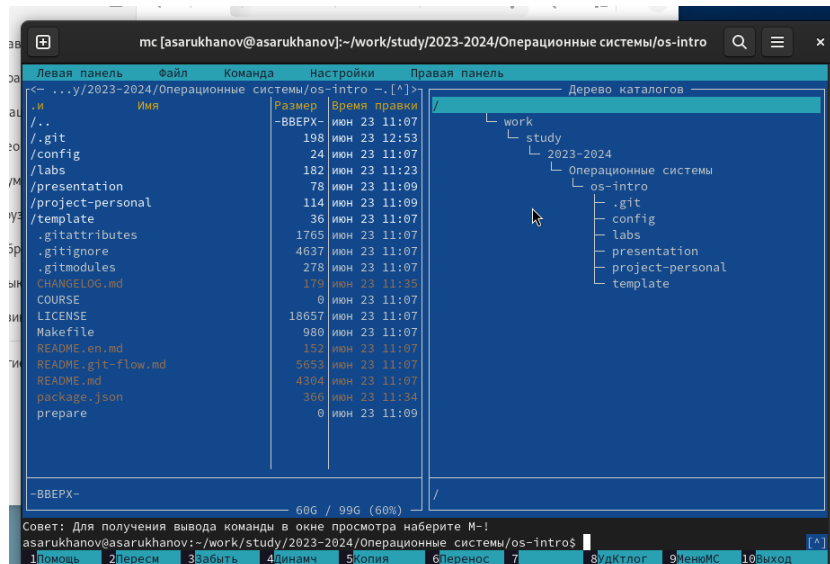 mc [asarukhanov@asarukhanov]:~/work/study/2023-2024/Операционные системы/os-intro
Левая панель Файл Команда Настройки Правая панель
<— ...y/2023-2024/Операционные системы/os-intro —.[^]>
.и Имя Размер Время правки
/.. -ВВЕРХ- июн 23 11:07
/.git 198 июн 23 12:53
/config 24 июн 23 11:07
/labs 182 июн 23 11:23
/presentation 78 июн 23 11:09
/project-personal 114 июн 23 11:09
/template 36 июн 23 11:07
.gitattributes 1765 июн 23 11:07
.gitignore 4637 июн 23 11:07
.gitmodules 278 июн 23 11:07
CHANGELOG.md 179 июн 23 11:35
COURSE 0 июн 23 11:07
LICENSE 18657 июн 23 11:07
Makefile 980 июн 23 11:07
README.en.md 152 июн 23 11:07
README.git-flow.md 5653 июн 23 11:07
README.md 4304 июн 23 11:07
package.json 366 июн 23 11:34
prepare 0 июн 23 11:09
-ВВЕРХ-
60G / 99G (60%)
Дерево каталогов
/
work
study
2023-2024
Операционные системы
os-intro
.git
config
labs
presentation
project-personal
template
/
Совет: Для получения вывода команды в окне просмотра наберите M-!
asarukhanov@asarukhanov:~/work/study/2023-2024/Операционные системы/os-intro$ [^]
1Помощь 2Пересм 3Забыть 4Динамч 5Копия 6Перенос 7 8УдКтлог 9МенюMC 10Выход